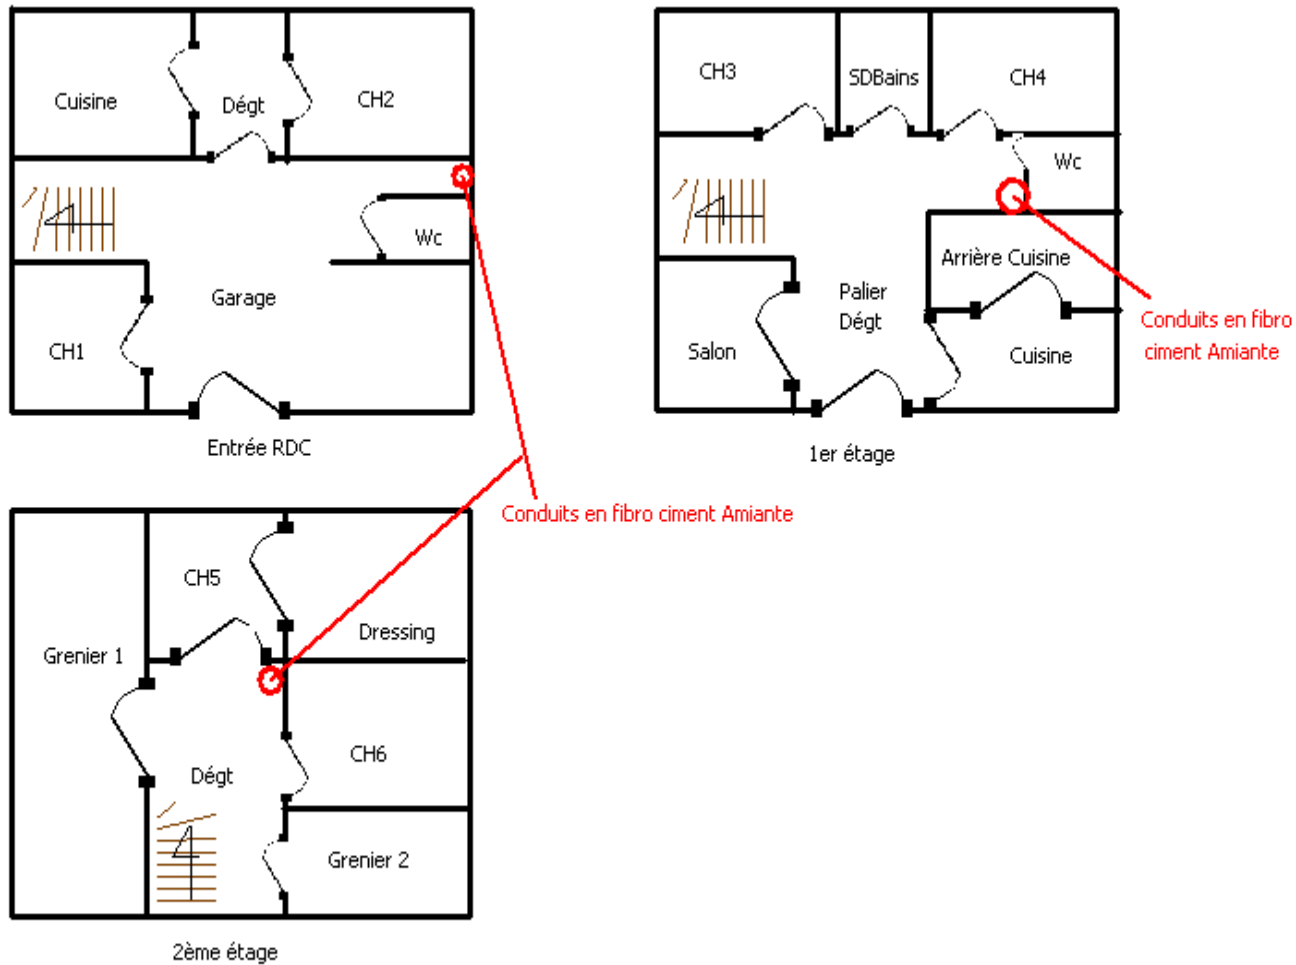 Cuisine
Dégt
CH2
Wc
Garage
CH1
Entrée RDC
CH3
SDBains
CH4
Wc
Arrière Cuisine
Palier
Dégt
Salon
Cuisine
1er étage
Conduits en fibro
ciment Amiante
Conduits en fibro ciment Amiante
CH5
Dressing
Grenier 1
CH6
Dégt
Grenier 2
2ème étage